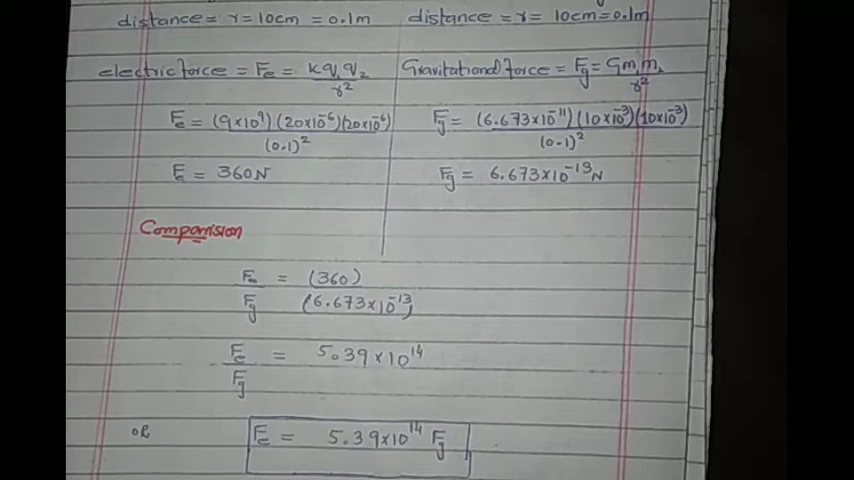 distance = r = 10cm = 0.1m
distance = r = 10cm = 0.1m
electric force = Fe = kq1q2/r²
Gravitational force = Fg = Gm1m2/r²
Fe = (9×10⁹)(20×10⁻⁶)(20×10⁻⁶)/(0.1)²
Fg = (6.673×10⁻¹¹)(10×10⁻³)(10×10⁻³)/(0.1)²
Fe = 360N
Fg = 6.673×10⁻¹³N
Comparision
Fe/Fg = (360)/(6.673×10⁻¹³)
Fe/Fg = 5.39×10¹⁴
OR
Fe = 5.39×10¹⁴ Fg